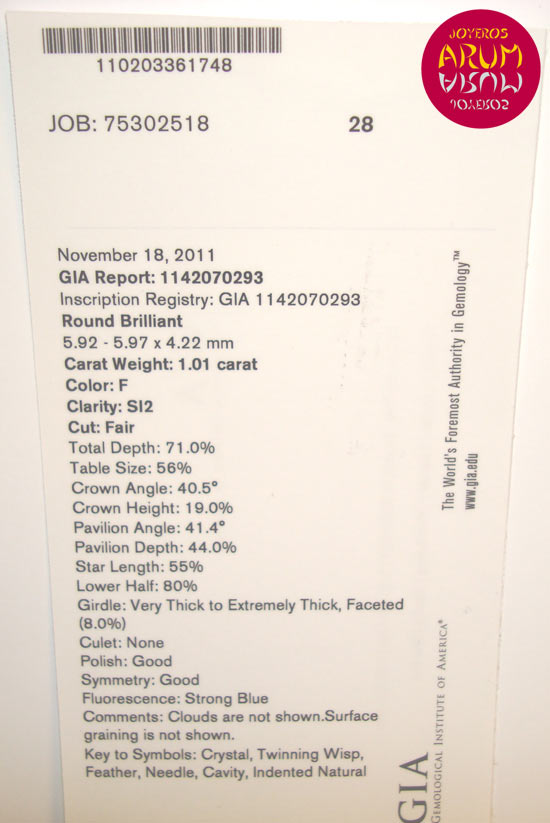 110203361748
JOYEROS
ARUM
ARUM
JOYEROS
JOB: 75302518 28
November 18, 2011
GIA Report: 1142070293
Inscription Registry: GIA 1142070293
Round Brilliant
5.92 - 5.97 x 4.22 mm
Carat Weight: 1.01 carat
Color: F
Clarity: SI2
Cut: Fair
Total Depth: 71.0%
Table Size: 56%
Crown Angle: 40.5°
Crown Height: 19.0%
Pavilion Angle: 41.4°
Pavilion Depth: 44.0%
Star Length: 55%
Lower Half: 80%
Girdle: Very Thick to Extremely Thick, Faceted
(8.0%)
Culet: None
Polish: Good
Symmetry: Good
Fluorescence: Strong Blue
Comments: Clouds are not shown.Surface
graining is not shown.
Key to Symbols: Crystal, Twinning Wisp,
Feather, Needle, Cavity, Indented Natural
The World's Foremost Authority in Gemology™
www.gia.edu
GIA
GEMOLOGICAL INSTITUTE OF AMERICA®